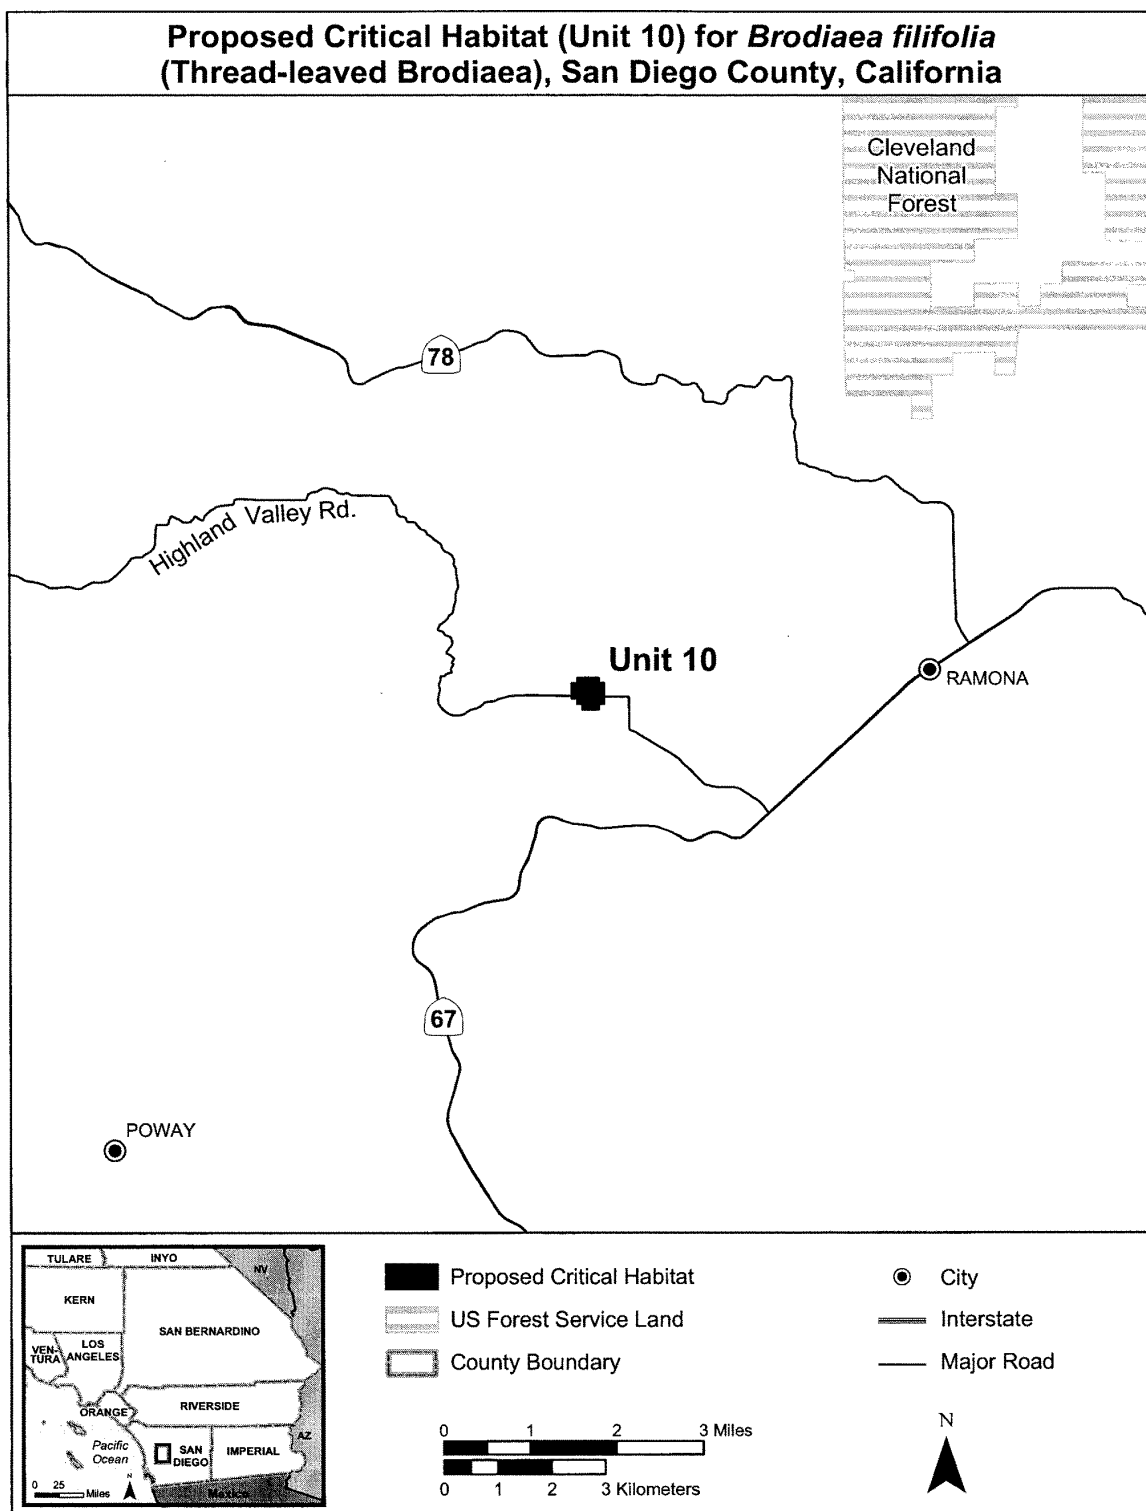 Proposed Critical Habitat (Unit 10) for Brodiaea filifolia
(Thread-leaved Brodiaea), San Diego County, California
Cleveland
National
Forest
78
Highland Valley Rd.
Unit 10
RAMONA
67
POWAY
TULARE
INYO
NV
KERN
SAN BERNARDINO
VEN-
TURA
LOS
ANGELES
ORANGE
RIVERSIDE
Pacific
Ocean
SAN
DIEGO
IMPERIAL
AZ
N
0 25
Miles
Mexico
Proposed Critical Habitat
US Forest Service Land
County Boundary
0 1 2 3 Miles
0 1 2 3 Kilometers
City
Interstate
Major Road
N